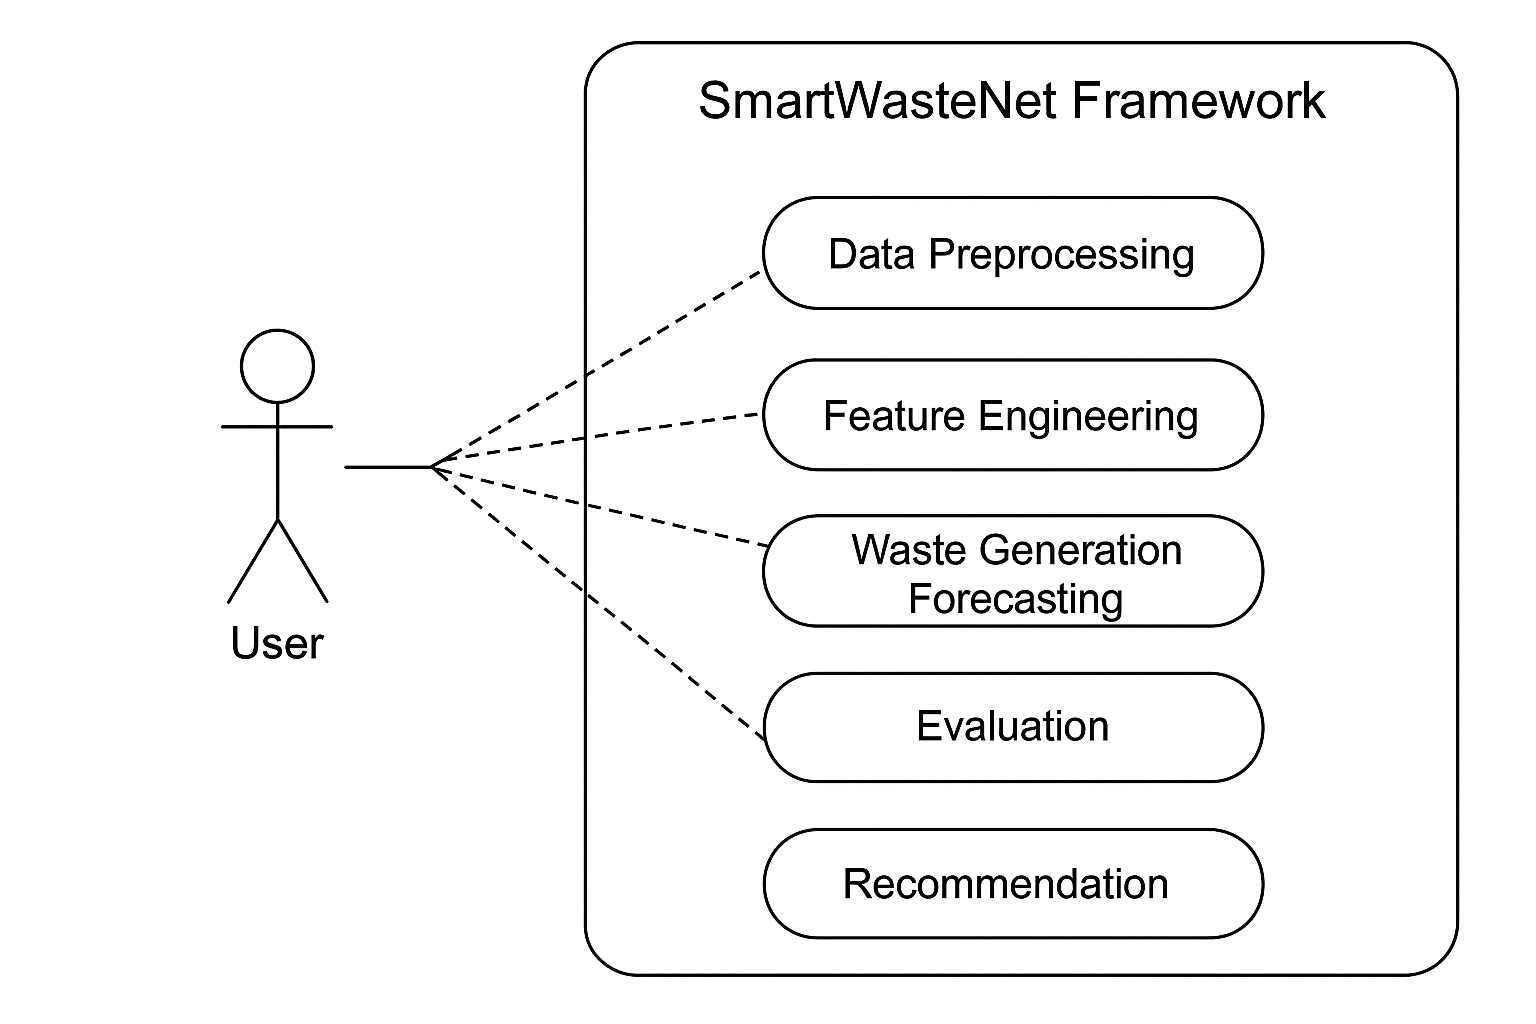 SmartWasteNet Framework
Data Preprocessing
Feature Engineering
Waste Generation
Forecasting
Evaluation
Recommendation
User